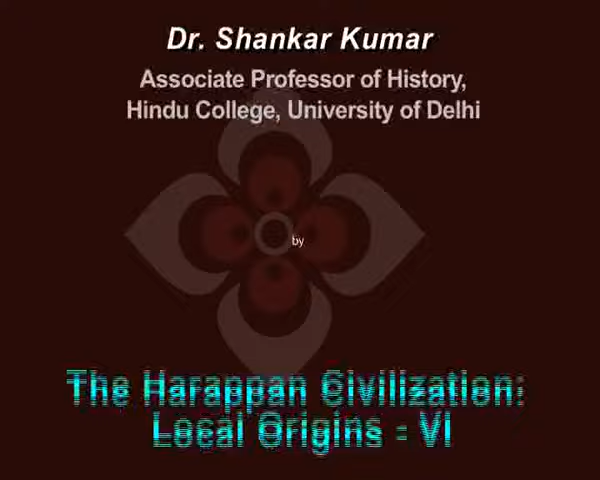 Dr. Shankar Kumar
Associate Professor of History,
Hindu College, University of Delhi
by
The Harappan Civilization:
Local Origins - VI